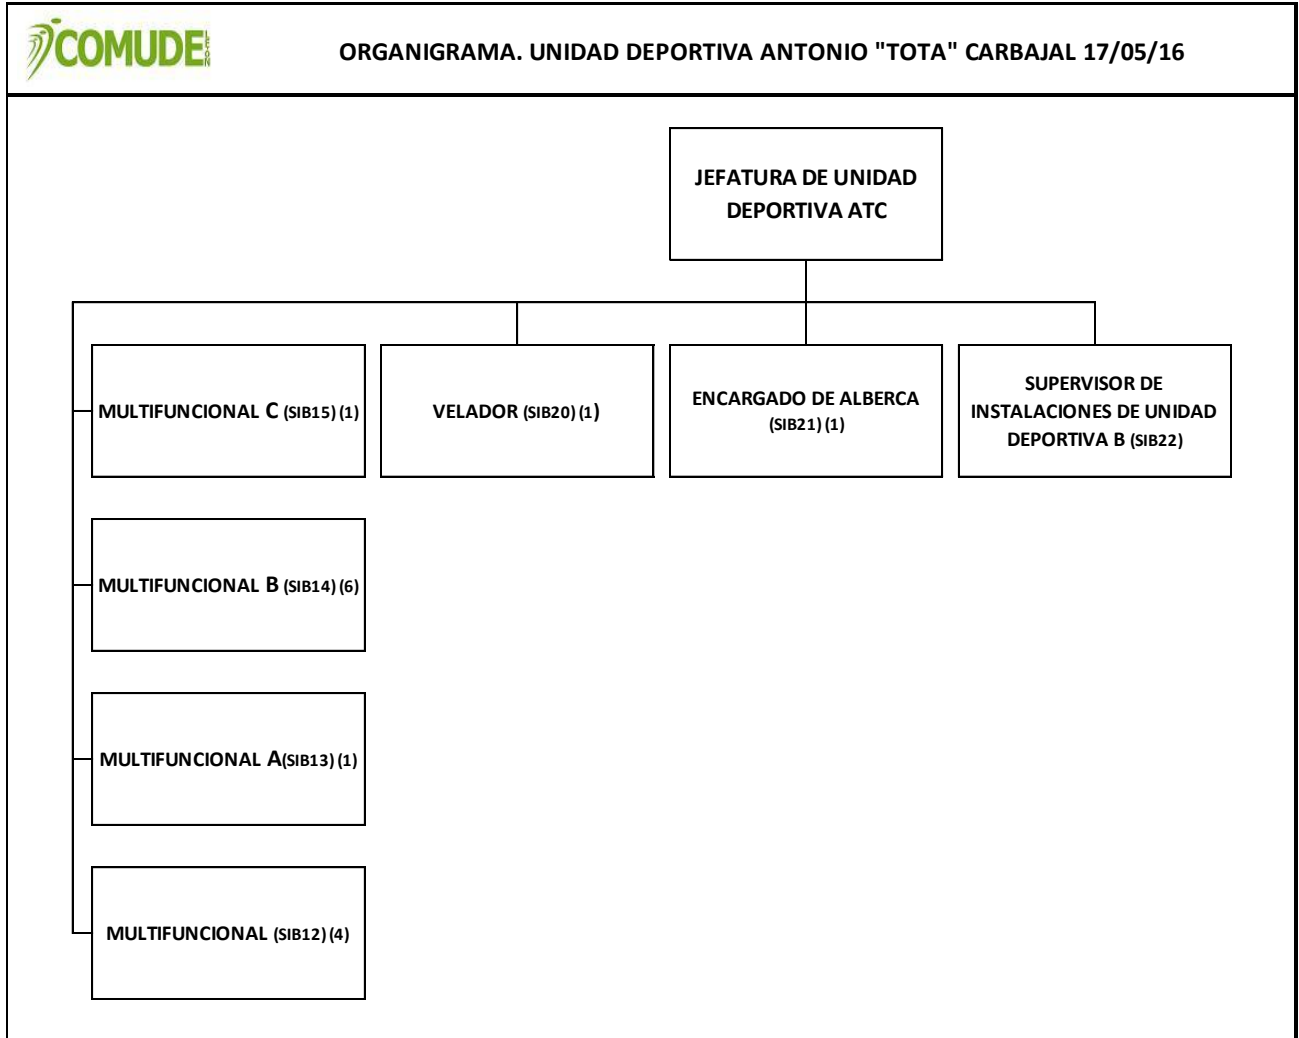 COMUDE LEÓN
ORGANIGRAMA. UNIDAD DEPORTIVA ANTONIO "TOTA" CARBAJAL 17/05/16
JEFATURA DE UNIDAD
DEPORTIVA ATC
MULTIFUNCIONAL C (SIB15) (1)
VELADOR (SIB20) (1)
ENCARGADO DE ALBERCA
(SIB21) (1)
SUPERVISOR DE
INSTALACIONES DE UNIDAD
DEPORTIVA B (SIB22)
MULTIFUNCIONAL B (SIB14) (6)
MULTIFUNCIONAL A(SIB13) (1)
MULTIFUNCIONAL (SIB12) (4)